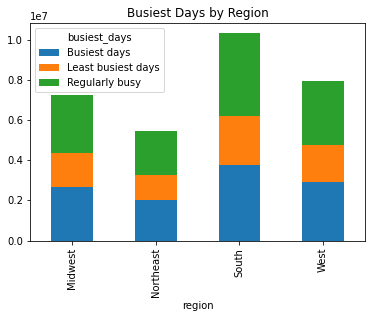 Busiest Days by Region
1e7
busiest_days
Busiest days
Least busiest days
Regularly busy
1.0
0.8
0.6
0.4
0.2
0.0
Midwest
Northeast
South
West
region